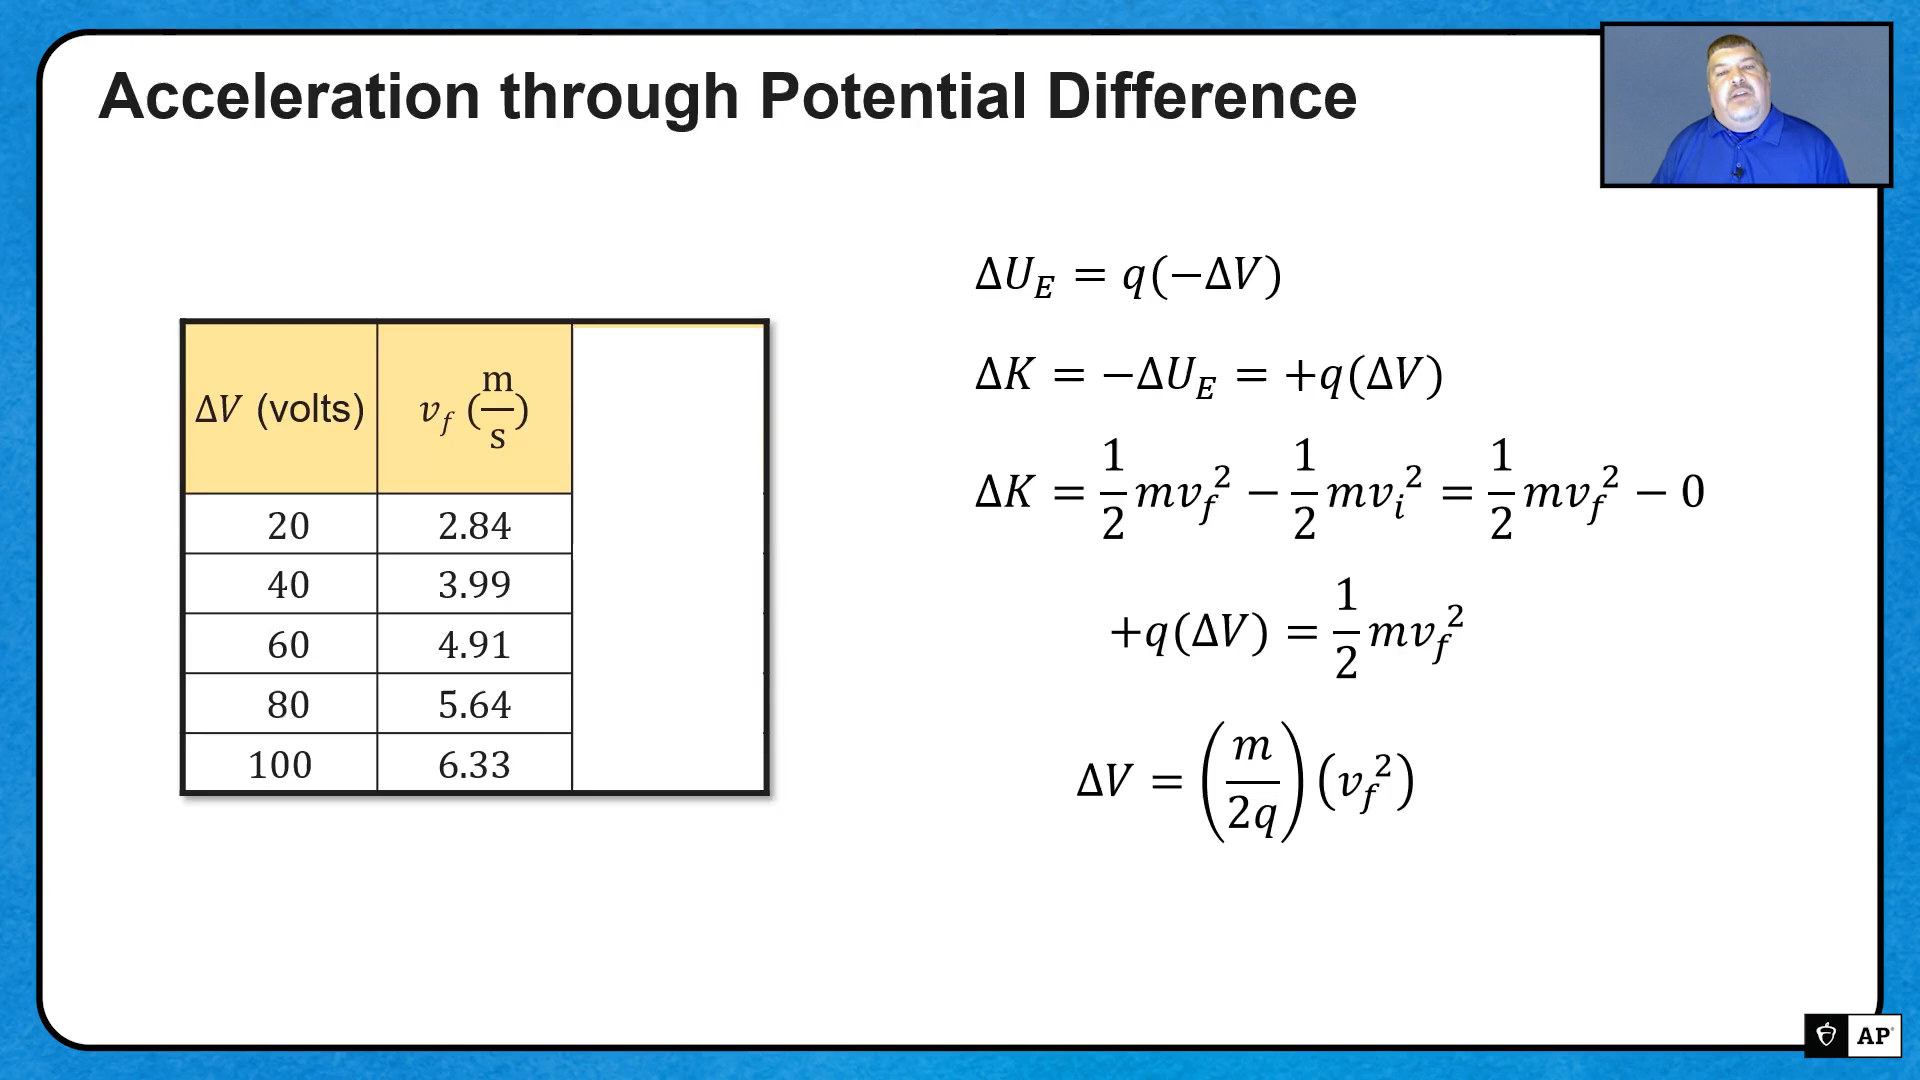 Acceleration through Potential Difference
ΔV (volts) v_f (m/s)
20 2.84
40 3.99
60 4.91
80 5.64
100 6.33
ΔU_E = q(−ΔV)
ΔK = −ΔU_E = +q(ΔV)
ΔK = 1/2 mv_f² − 1/2 mv_i² = 1/2 mv_f² − 0
+q(ΔV) = 1/2 mv_f²
ΔV = (m/2q)(v_f²)
AP